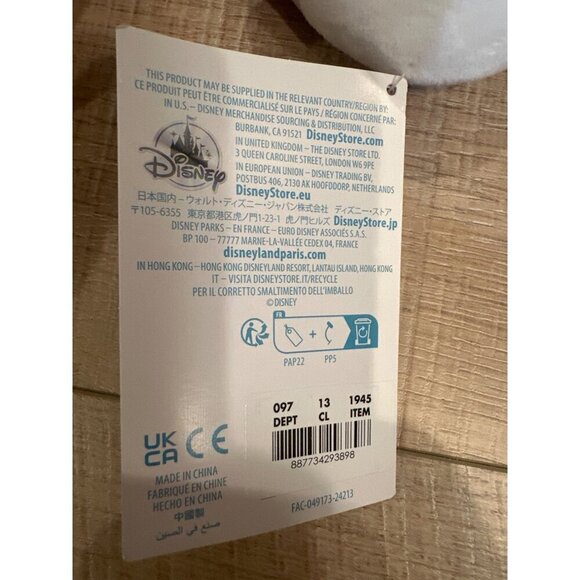 THIS PRODUCT MAY BE SUPPLIED IN THE RELEVANT COUNTRY/REGION BY:
CE PRODUIT PEUT ÊTRE COMMERCIALISÉ SUR LE PAYS / RÉGION CONCERNÉ PAR:
IN U.S. – DISNEY MERCHANDISE SOURCING & DISTRIBUTION, LLC
BURBANK, CA 91521 DisneyStore.com
IN UNITED KINGDOM – THE DISNEY STORE LTD.
3 QUEEN CAROLINE STREET, LONDON W6 9PE
IN EUROPEAN UNION – DISNEY TRADING BV,
POSTBUS 406, 2130 AK HOOFDDORP, NETHERLANDS
DisneyStore.eu
Disney
日本国内 – ウォルト・ディズニー・ジャパン株式会社 ディズニーストア
〒105-6355 東京都港区虎ノ門1-23-1 虎ノ門ヒルズ DisneyStore.jp
DISNEY PARKS – EN FRANCE – EURO DISNEY ASSOCIÉS S.A.S.
BP 100 – 77777 MARNE-LA-VALLÉE CEDEX 04, FRANCE
disneylandparis.com
IN HONG KONG – HONG KONG DISNEYLAND RESORT, LANTAU ISLAND, HONG KONG
IT – VISITA DISNEYSTORE.IT/RECYCLE
PER IL CORRETTO SMALTIMENTO DELL'IMBALLO
© DISNEY
FR
+
PAP22 PP5
097 13 1945
DEPT CL ITEM
887734293898
UK
CA CE
MADE IN CHINA
FABRIQUÉ EN CHINE
HECHO EN CHINA
中國製
صنع في الصين
FAC-049173-24213